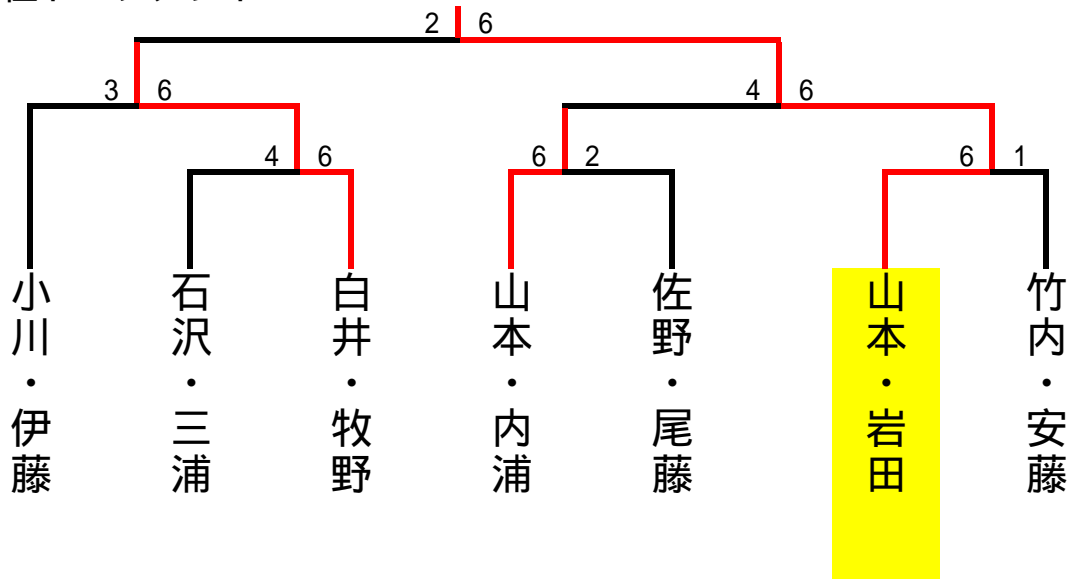 2 6
3 6
4 6
4 6
6 2
6 1
小川・伊藤
石沢・三浦
白井・牧野
山本・内浦
佐野・尾藤
山本・岩田
竹内・安藤